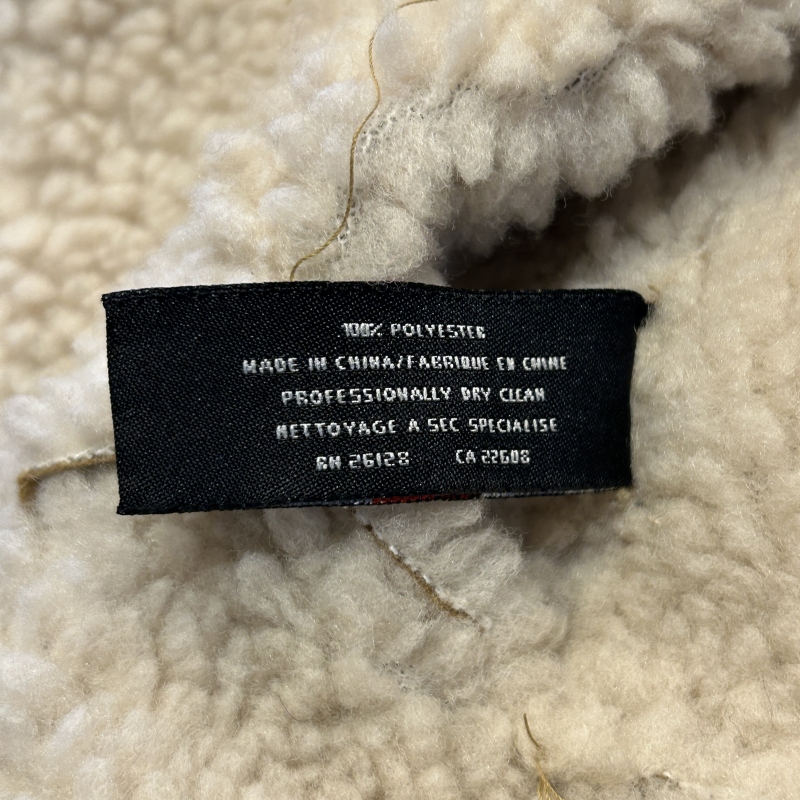 100% POLYESTER
MADE IN CHINA/FABRIQUE EN CHINE
PROFESSIONALLY DRY CLEAN
NETTOYAGE A SEC SPECIALISE
RN 26128 CA 22608